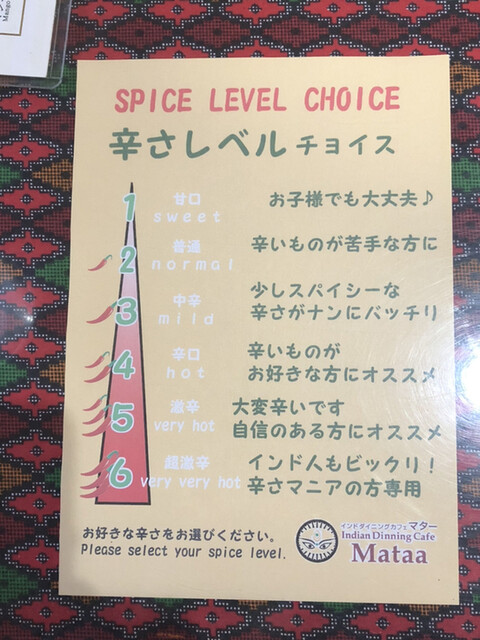 SPICE LEVEL CHOICE
辛さレベル チョイス
1 甘口 お子様でも大丈夫♪
sweet
2 普通 辛いものが苦手な方に
normal
3 中辛 少しスパイシーな
mild 辛さがナンにバッチリ
4 辛口 辛いものが
hot お好きな方にオススメ
5 激辛 大変辛いです
very hot 自信のある方にオススメ
6 超激辛 インド人もビックリ！
very very hot 辛さマニアの方専用
お好きな辛さをお選びください。
Please select your spice level.
インドダイニングカフェ マター
Indian Dinning Cafe
Mataa